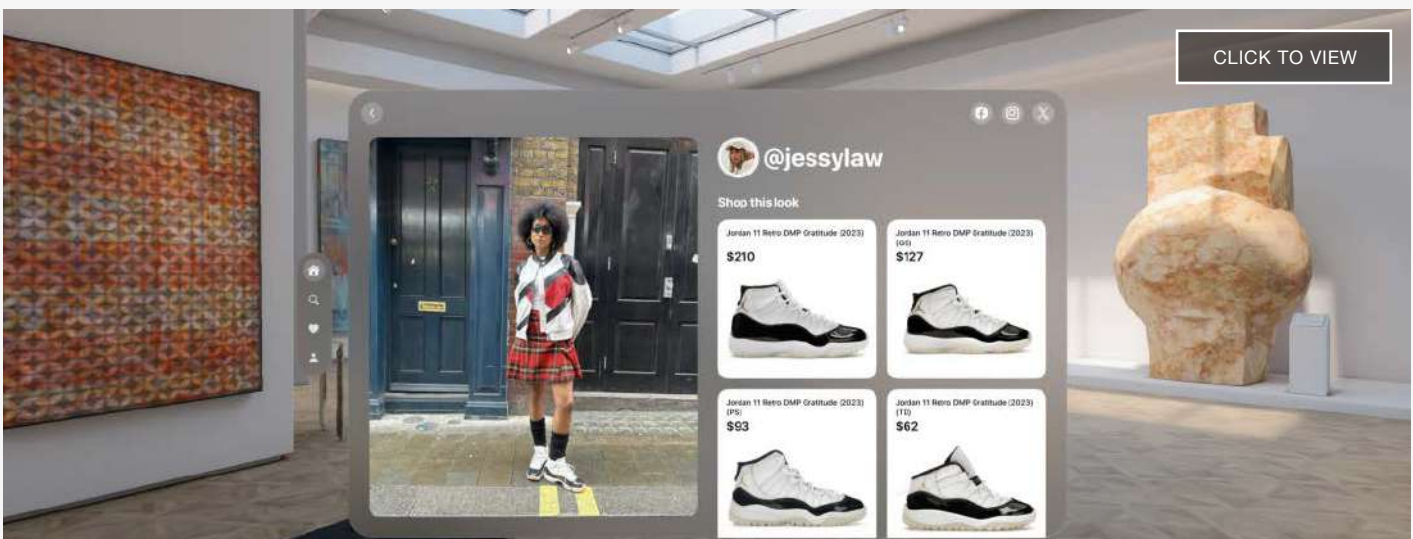 CLICK TO VIEW
@jessylaw
Shop this look
Jordan 11 Retro DMP Gratitude (2023)
$210
Jordan 11 Retro DMP Gratitude (2023)
(GS)
$127
Jordan 11 Retro DMP Gratitude (2023)
(PS)
$93
Jordan 11 Retro DMP Gratitude (2023)
(TD)
$62